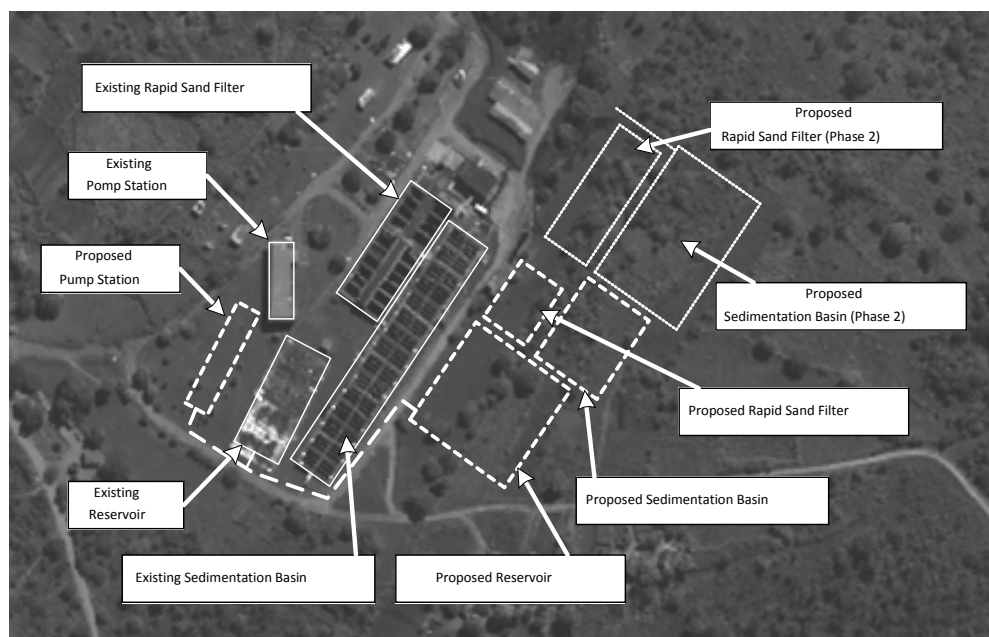 Existing Rapid Sand Filter
Proposed
Rapid Sand Filter (Phase 2)
Existing
Pomp Station
Proposed
Pump Station
Proposed
Sedimentation Basin (Phase 2)
Proposed Rapid Sand Filter
Existing
Reservoir
Proposed Sedimentation Basin
Existing Sedimentation Basin
Proposed Reservoir